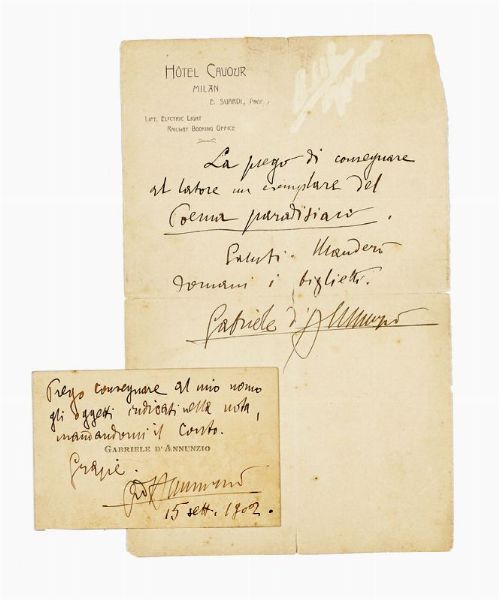 HÔTEL CAVOUR
MILAN
E. SUARDI, PROP.
LIFT, ELECTRIC LIGHT
RAILWAY BOOKING OFFICE
La prego di consegnare
al latore un esemplare del
Poema paradisiaco.
Saluti. Manderò
domani i biglietti.
Gabriele d'Annunzio
Prego consegnare al mio uomo
gli oggetti indicati nella nota,
mandandomi il Conto.
GABRIELE D'ANNUNZIO
Grazie.
Gd'Annunzio
15 sett. 1902.